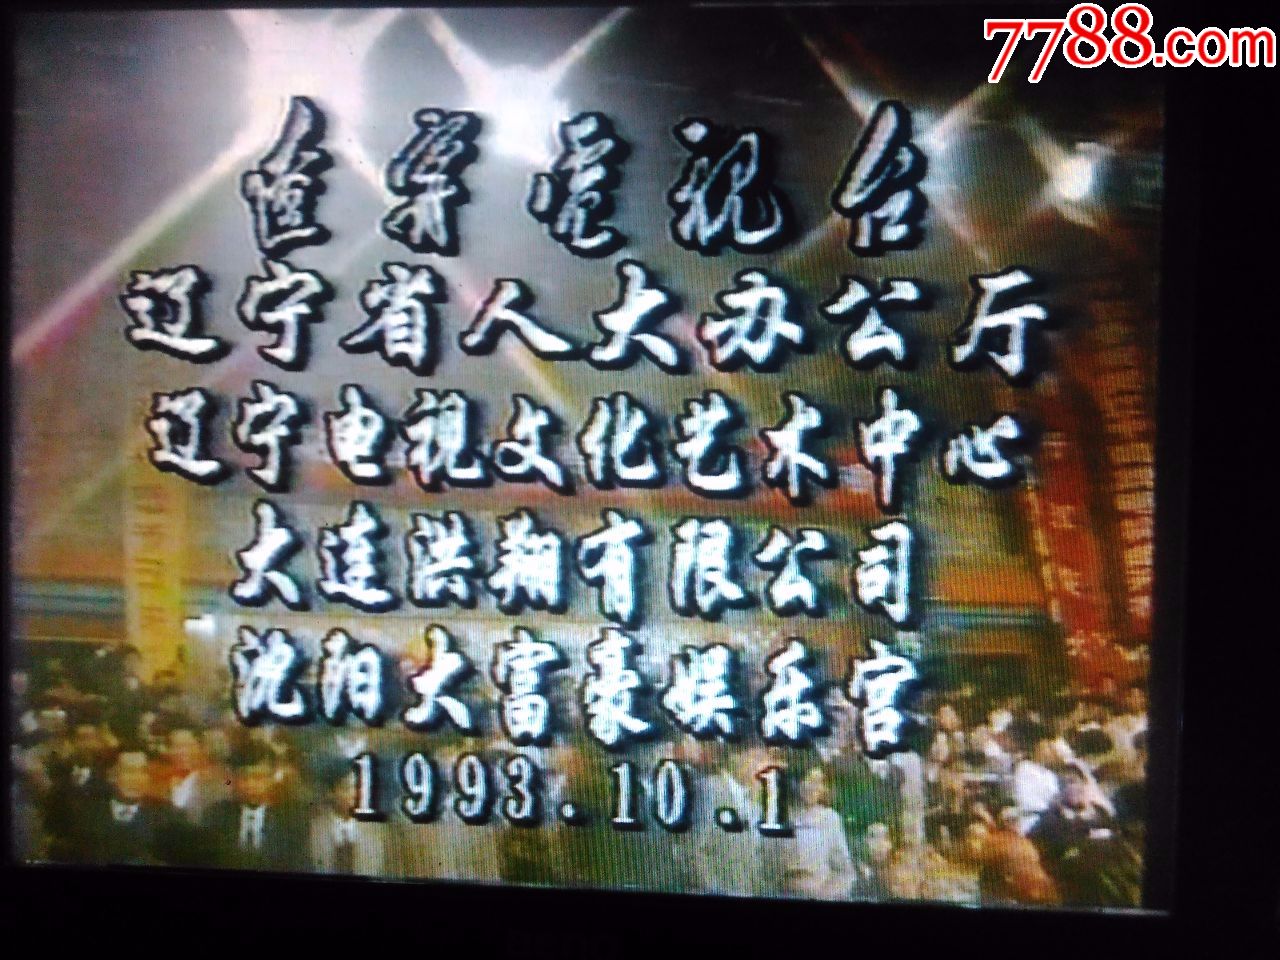 7788.com
辽宁电视台
辽宁省人大办公厅
辽宁电视文化艺术中心
大连洪翔有限公司
沈阳大富豪娱乐宫
1993.10.1